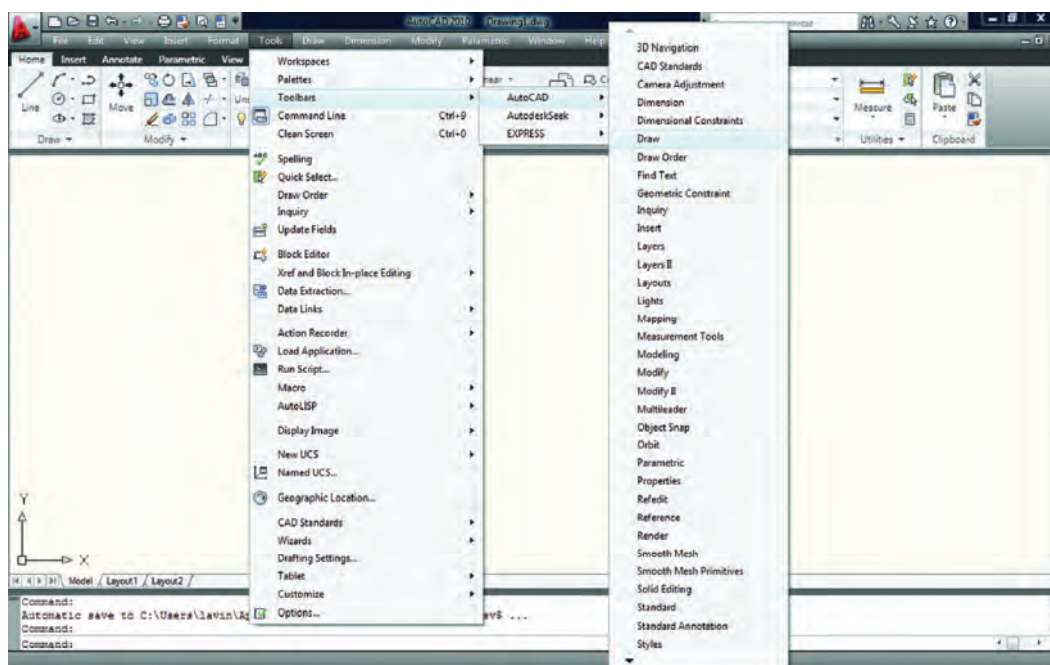 AutoCAD 2010 Drawing1.dwg
File Edit View Insert Format Tools Draw Dimension Modify Parametric Window Help
Home Insert Annotate Parametric View
Line
Move
Measure
Paste
Draw
Modify
Utilities
Clipboard
Workspaces
Palettes
Toolbars
Command Line Ctrl+9
Clean Screen Ctrl+0
Spelling
Quick Select...
Draw Order
Inquiry
Update Fields
Block Editor
Xref and Block In-place Editing
Data Extraction...
Data Links
Action Recorder
Load Application...
Run Script...
Macro
AutoLISP
Display Image
New UCS
Named UCS...
Geographic Location...
CAD Standards
Wizards
Drafting Settings...
Tablet
Customize
Options...
AutoCAD
AutodeskSeek
EXPRESS
3D Navigation
CAD Standards
Camera Adjustment
Dimension
Dimensional Constraints
Draw
Draw Order
Find Text
Geometric Constraint
Inquiry
Insert
Layers
Layers II
Layouts
Lights
Mapping
Measurement Tools
Modeling
Modify
Modify II
Multileader
Object Snap
Orbit
Parametric
Properties
Refedit
Reference
Render
Smooth Mesh
Smooth Mesh Primitives
Solid Editing
Standard
Standard Annotation
Styles
Y
X
Model Layout1 Layout2
Command:
Automatic save to C:\Users\lavin\A
Command:
Command: